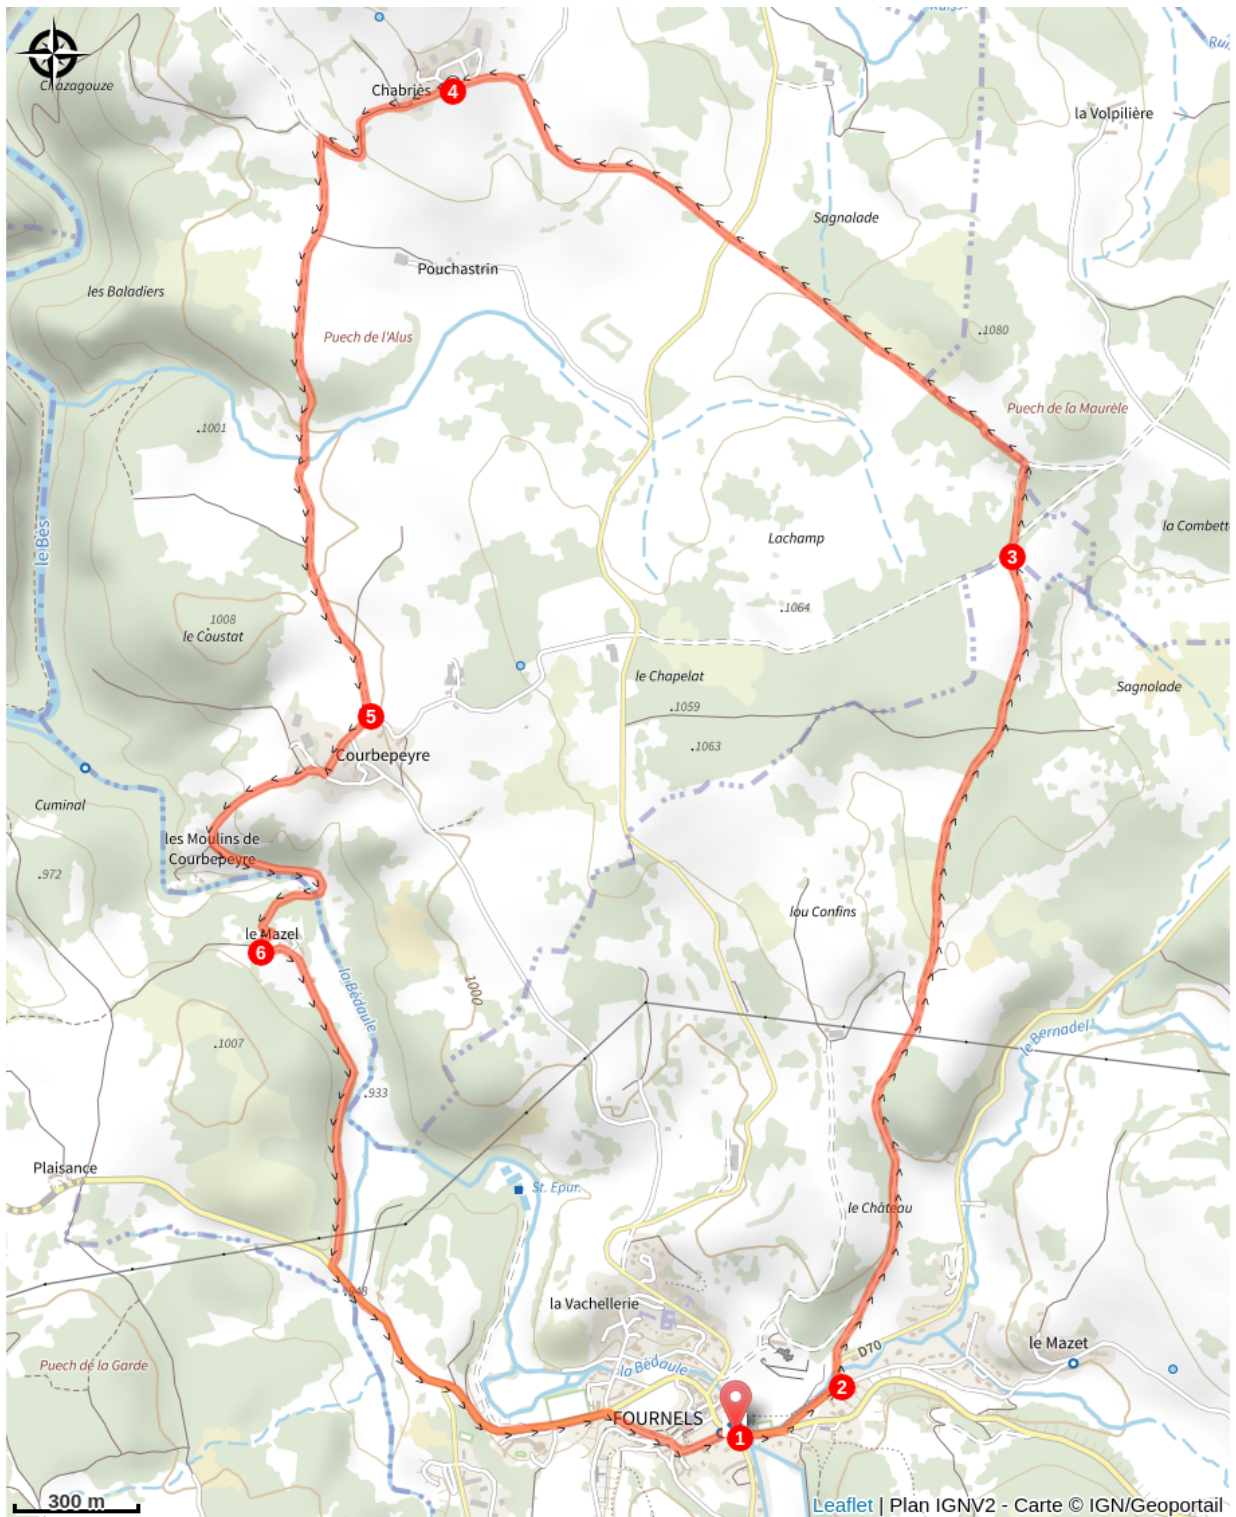 Chazagouze
Chabriès
4
la Volpilière
Sagnolade
Pouchastrin
les Baladiers
Puech de l'Alus
.1080
Puech de la Maurèle
.1001
le Bès
Lachamp
la Combett
3
.1064
.1008
le Coustat
le Chapelat
Sagnolade
.1059
5
.1063
Courbepeyre
Cuminal
les Moulins de
Courbepeyre
.972
lou Confins
le Mazel
6
1000
la Bédaule
.1007
le Bernadel
.933
Plaisance
St. Epur.
le Château
.948
la Vachellerie
D70
le Mazet
Puech de la Garde
la Bédaule
2
FOURNELS
1
300 m
Leaflet | Plan IGNV2 - Carte © IGN/Geoportail